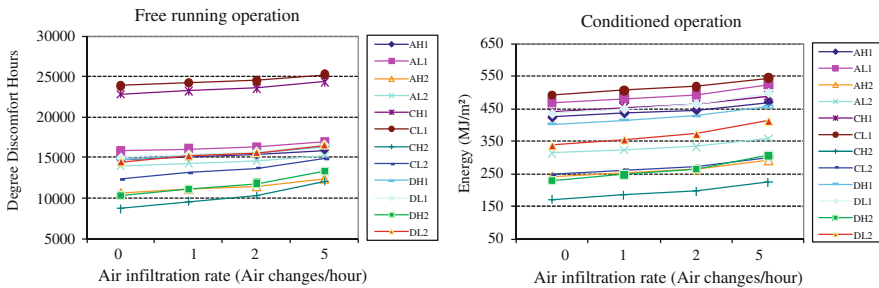 Free running operation
Degree Discomfort Hours
30000
25000
20000
15000
10000
5000
0
1
2
5
Air infiltration rate (Air changes/hour)
AH1
AL1
AH2
AL2
CH1
CL1
CH2
CL2
DH1
DL1
DH2
DL2
Conditioned operation
Energy (MJ/m²)
650
550
450
350
250
150
50
0
1
2
5
Air infiltration rate (Air changes/hour)
AH1
AL1
AH2
AL2
CH1
CL1
CH2
CL2
DH1
DL1
DH2
DL2